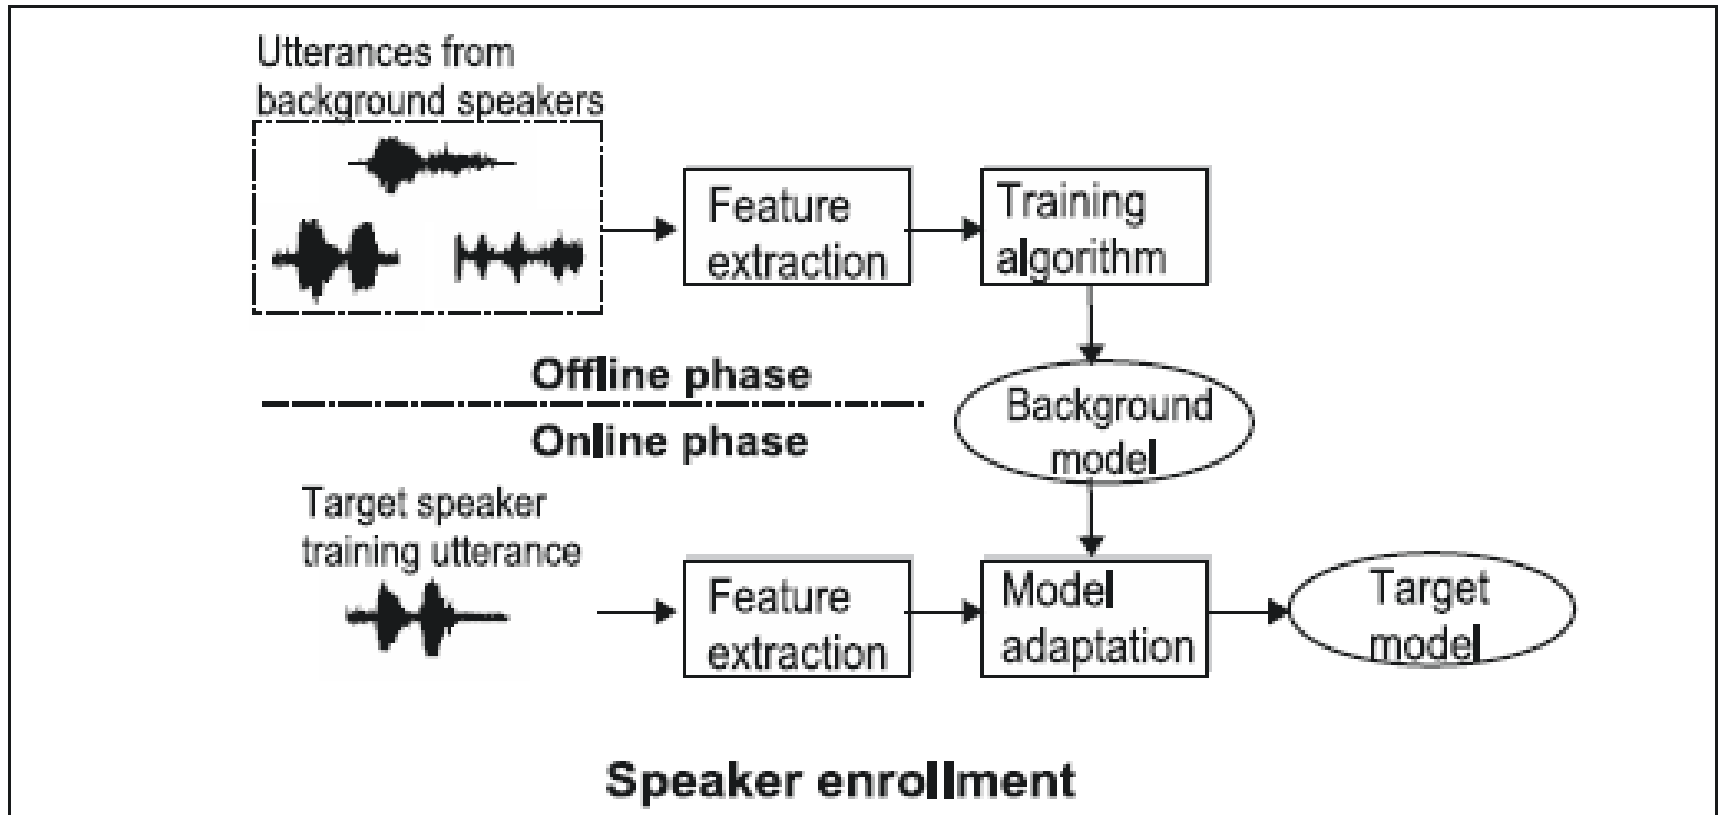 Utterances from
background speakers
Feature
extraction
Training
algorithm
Offline phase
Background
model
Online phase
Target speaker
training utterance
Feature
extraction
Model
adaptation
Target
model
Speaker enrollment